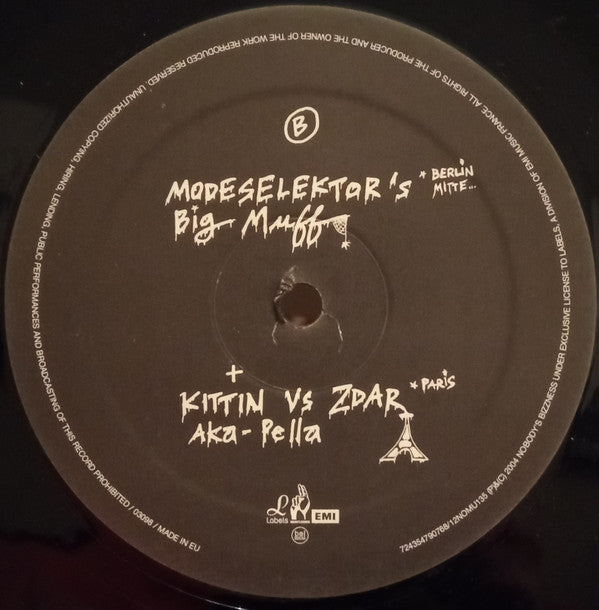 B
MODESELEKTOR's
* BERLIN
MITTE...
Big Muff
+
KITTIN VS ZDAR
* PARIS
Aka-Pella
Labels
EMI
UNAUTHORIZED COPYING, HIRING, LENDING, PUBLIC PERFORMANCES AND BROADCASTING OF THIS RECORD PROHIBITED / 03098 / MADE IN EU
724354790768/12NOMU135 (P)&(C) 2004 NOBODY'S BIZZNESS UNDER EXCLUSIVE LICENSE TO LABELS, A DIVISION OF EMI MUSIC FRANCE. ALL RIGHTS OF THE PRODUCER AND THE OWNER OF THE WORK REPRODUCED RESERVED.